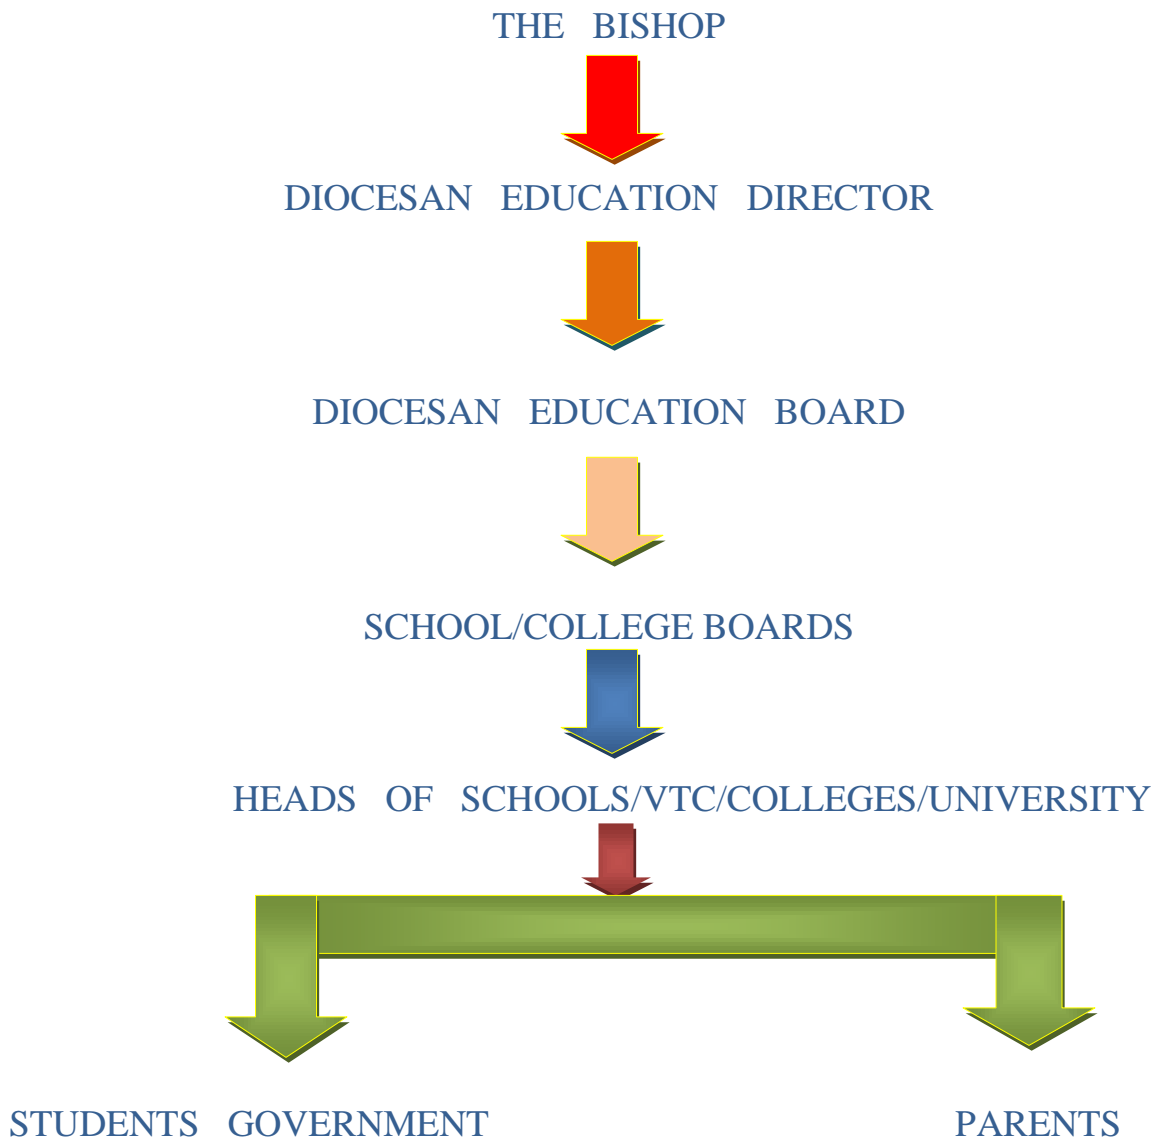 THE BISHOP
DIOCESAN EDUCATION DIRECTOR
DIOCESAN EDUCATION BOARD
SCHOOL/COLLEGE BOARDS
HEADS OF SCHOOLS/VTC/COLLEGES/UNIVERSITY
STUDENTS GOVERNMENT
PARENTS